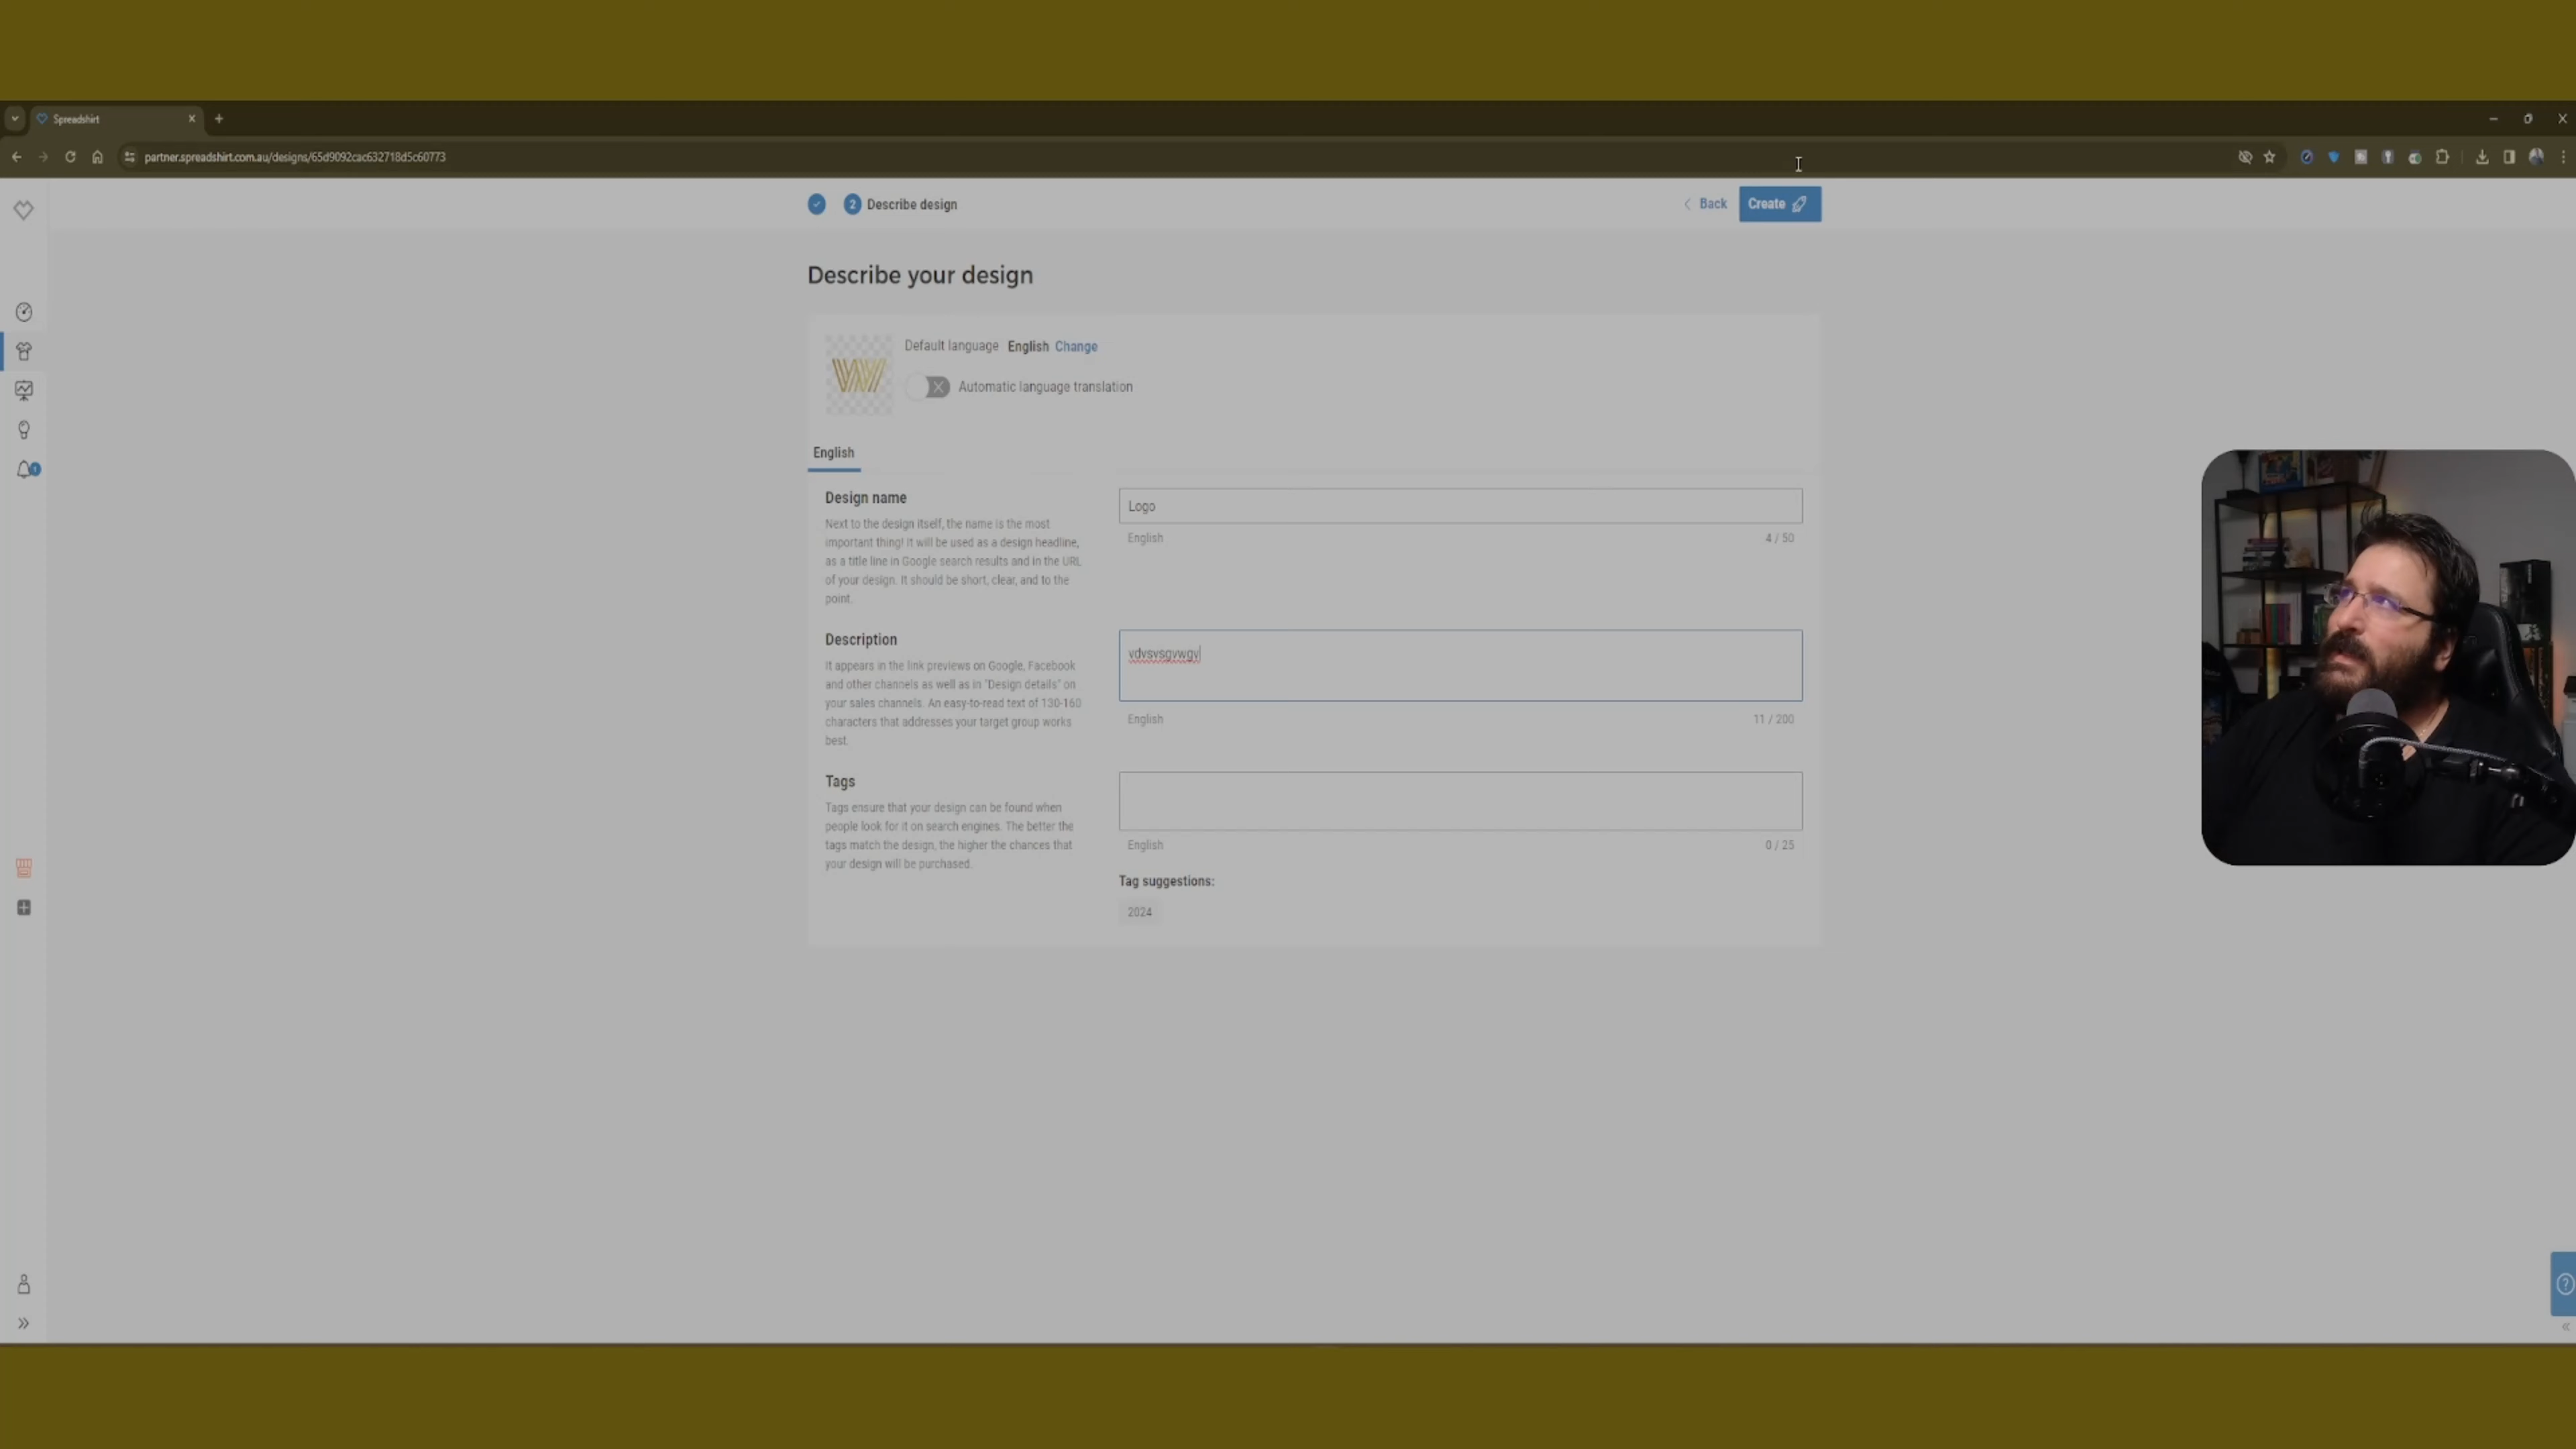 Spreadshirt
partner.spreadshirt.com.au/designs/65d9092cac632718d5c60773
2 Describe design
Back
Create
Describe your design
Default language English Change
Automatic language translation
English
Design name
Next to the design itself, the name is the most
important thing! It will be used as a design headline,
as a title line in Google search results and in the URL
of your design. It should be short, clear, and to the
point.
Logo
English
4 / 50
Description
It appears in the link previews on Google, Facebook
and other channels as well as in "Design details" on
your sales channels. An easy-to-read text of 130-160
characters that addresses your target group works
best.
vdvsvsgvwgv
English
11 / 200
Tags
Tags ensure that your design can be found when
people look for it on search engines. The better the
tags match the design, the higher the chances that
your design will be purchased.
English
0 / 25
Tag suggestions:
2024